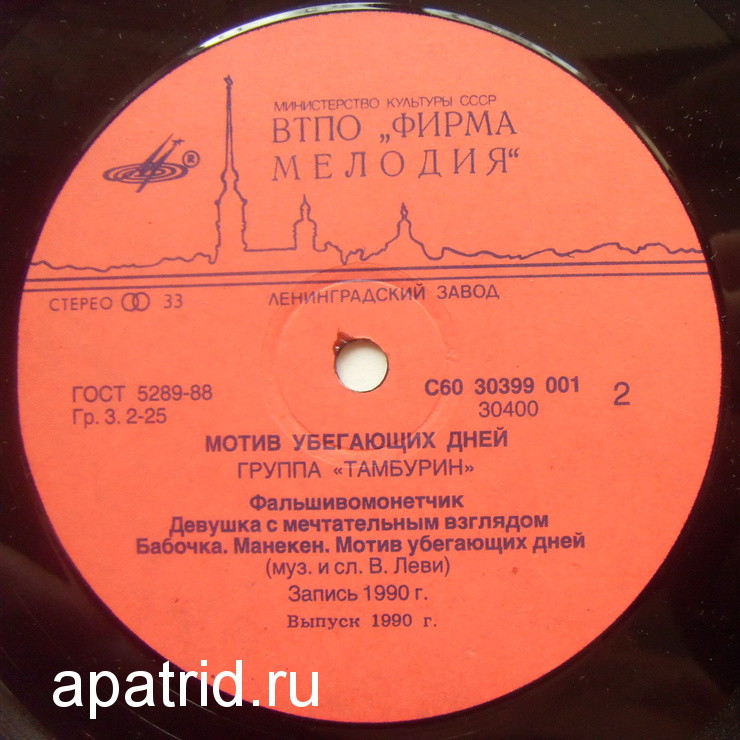 МИНИСТЕРСТВО КУЛЬТУРЫ СССР
ВТПО „ФИРМА
МЕЛОДИЯ“
®
СТЕРЕО 33
ЛЕНИНГРАДСКИЙ ЗАВОД
ГОСТ 5289-88
Гр. 3. 2-25
С60 30399 001
30400
2
МОТИВ УБЕГАЮЩИХ ДНЕЙ
ГРУППА «ТАМБУРИН»
Фальшивомонетчик
Девушка с мечтательным взглядом
Бабочка. Манекен. Мотив убегающих дней
(муз. и сл. В. Леви)
Запись 1990 г.
Выпуск 1990 г.
apatrid.ru